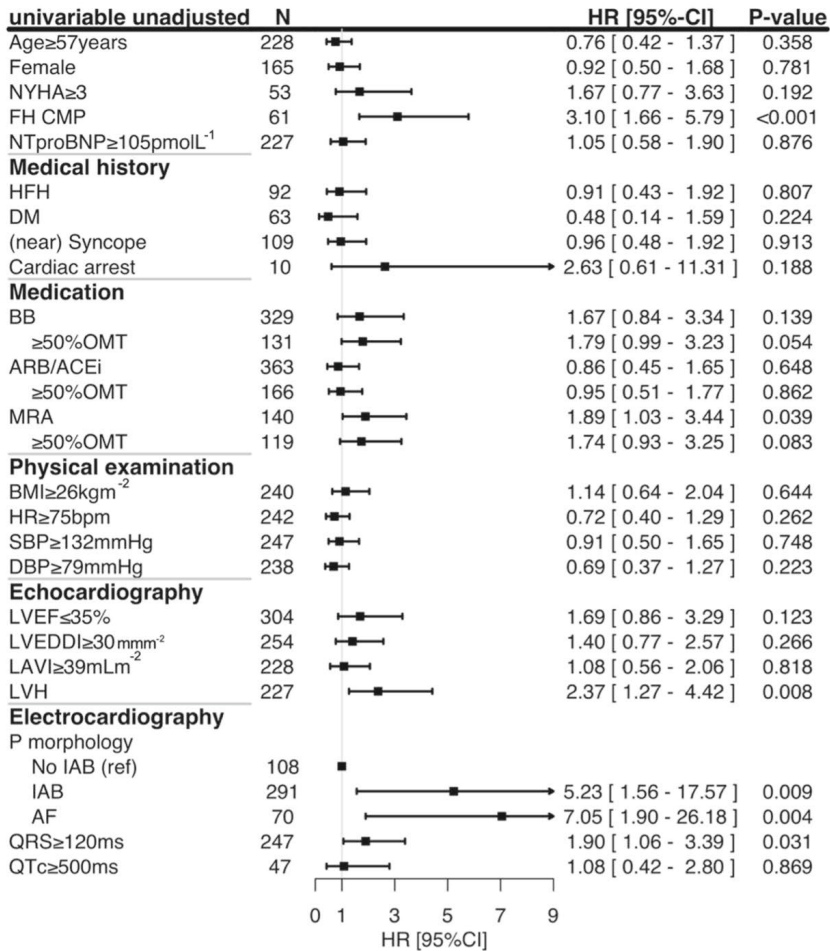 univariable unadjusted N HR [95%-CI] P-value
Age≥57years 228 0.76 [ 0.42 - 1.37 ] 0.358
Female 165 0.92 [ 0.50 - 1.68 ] 0.781
NYHA≥3 53 1.67 [ 0.77 - 3.63 ] 0.192
FH CMP 61 3.10 [ 1.66 - 5.79 ] <0.001
NTproBNP≥105pmolL⁻¹ 227 1.05 [ 0.58 - 1.90 ] 0.876
Medical history
HFH 92 0.91 [ 0.43 - 1.92 ] 0.807
DM 63 0.48 [ 0.14 - 1.59 ] 0.224
(near) Syncope 109 0.96 [ 0.48 - 1.92 ] 0.913
Cardiac arrest 10 2.63 [ 0.61 - 11.31 ] 0.188
Medication
BB 329 1.67 [ 0.84 - 3.34 ] 0.139
≥50%OMT 131 1.79 [ 0.99 - 3.23 ] 0.054
ARB/ACEi 363 0.86 [ 0.45 - 1.65 ] 0.648
≥50%OMT 166 0.95 [ 0.51 - 1.77 ] 0.862
MRA 140 1.89 [ 1.03 - 3.44 ] 0.039
≥50%OMT 119 1.74 [ 0.93 - 3.25 ] 0.083
Physical examination
BMI≥26kgm⁻² 240 1.14 [ 0.64 - 2.04 ] 0.644
HR≥75bpm 242 0.72 [ 0.40 - 1.29 ] 0.262
SBP≥132mmHg 247 0.91 [ 0.50 - 1.65 ] 0.748
DBP≥79mmHg 238 0.69 [ 0.37 - 1.27 ] 0.223
Echocardiography
LVEF≤35% 304 1.69 [ 0.86 - 3.29 ] 0.123
LVEDDI≥30mmm⁻² 254 1.40 [ 0.77 - 2.57 ] 0.266
LAVI≥39mLm⁻² 228 1.08 [ 0.56 - 2.06 ] 0.818
LVH 227 2.37 [ 1.27 - 4.42 ] 0.008
Electrocardiography
P morphology
No IAB (ref) 108
IAB 291 5.23 [ 1.56 - 17.57 ] 0.009
AF 70 7.05 [ 1.90 - 26.18 ] 0.004
QRS≥120ms 247 1.90 [ 1.06 - 3.39 ] 0.031
QTc≥500ms 47 1.08 [ 0.42 - 2.80 ] 0.869
0 1 3 5 7 9
HR [95%CI]